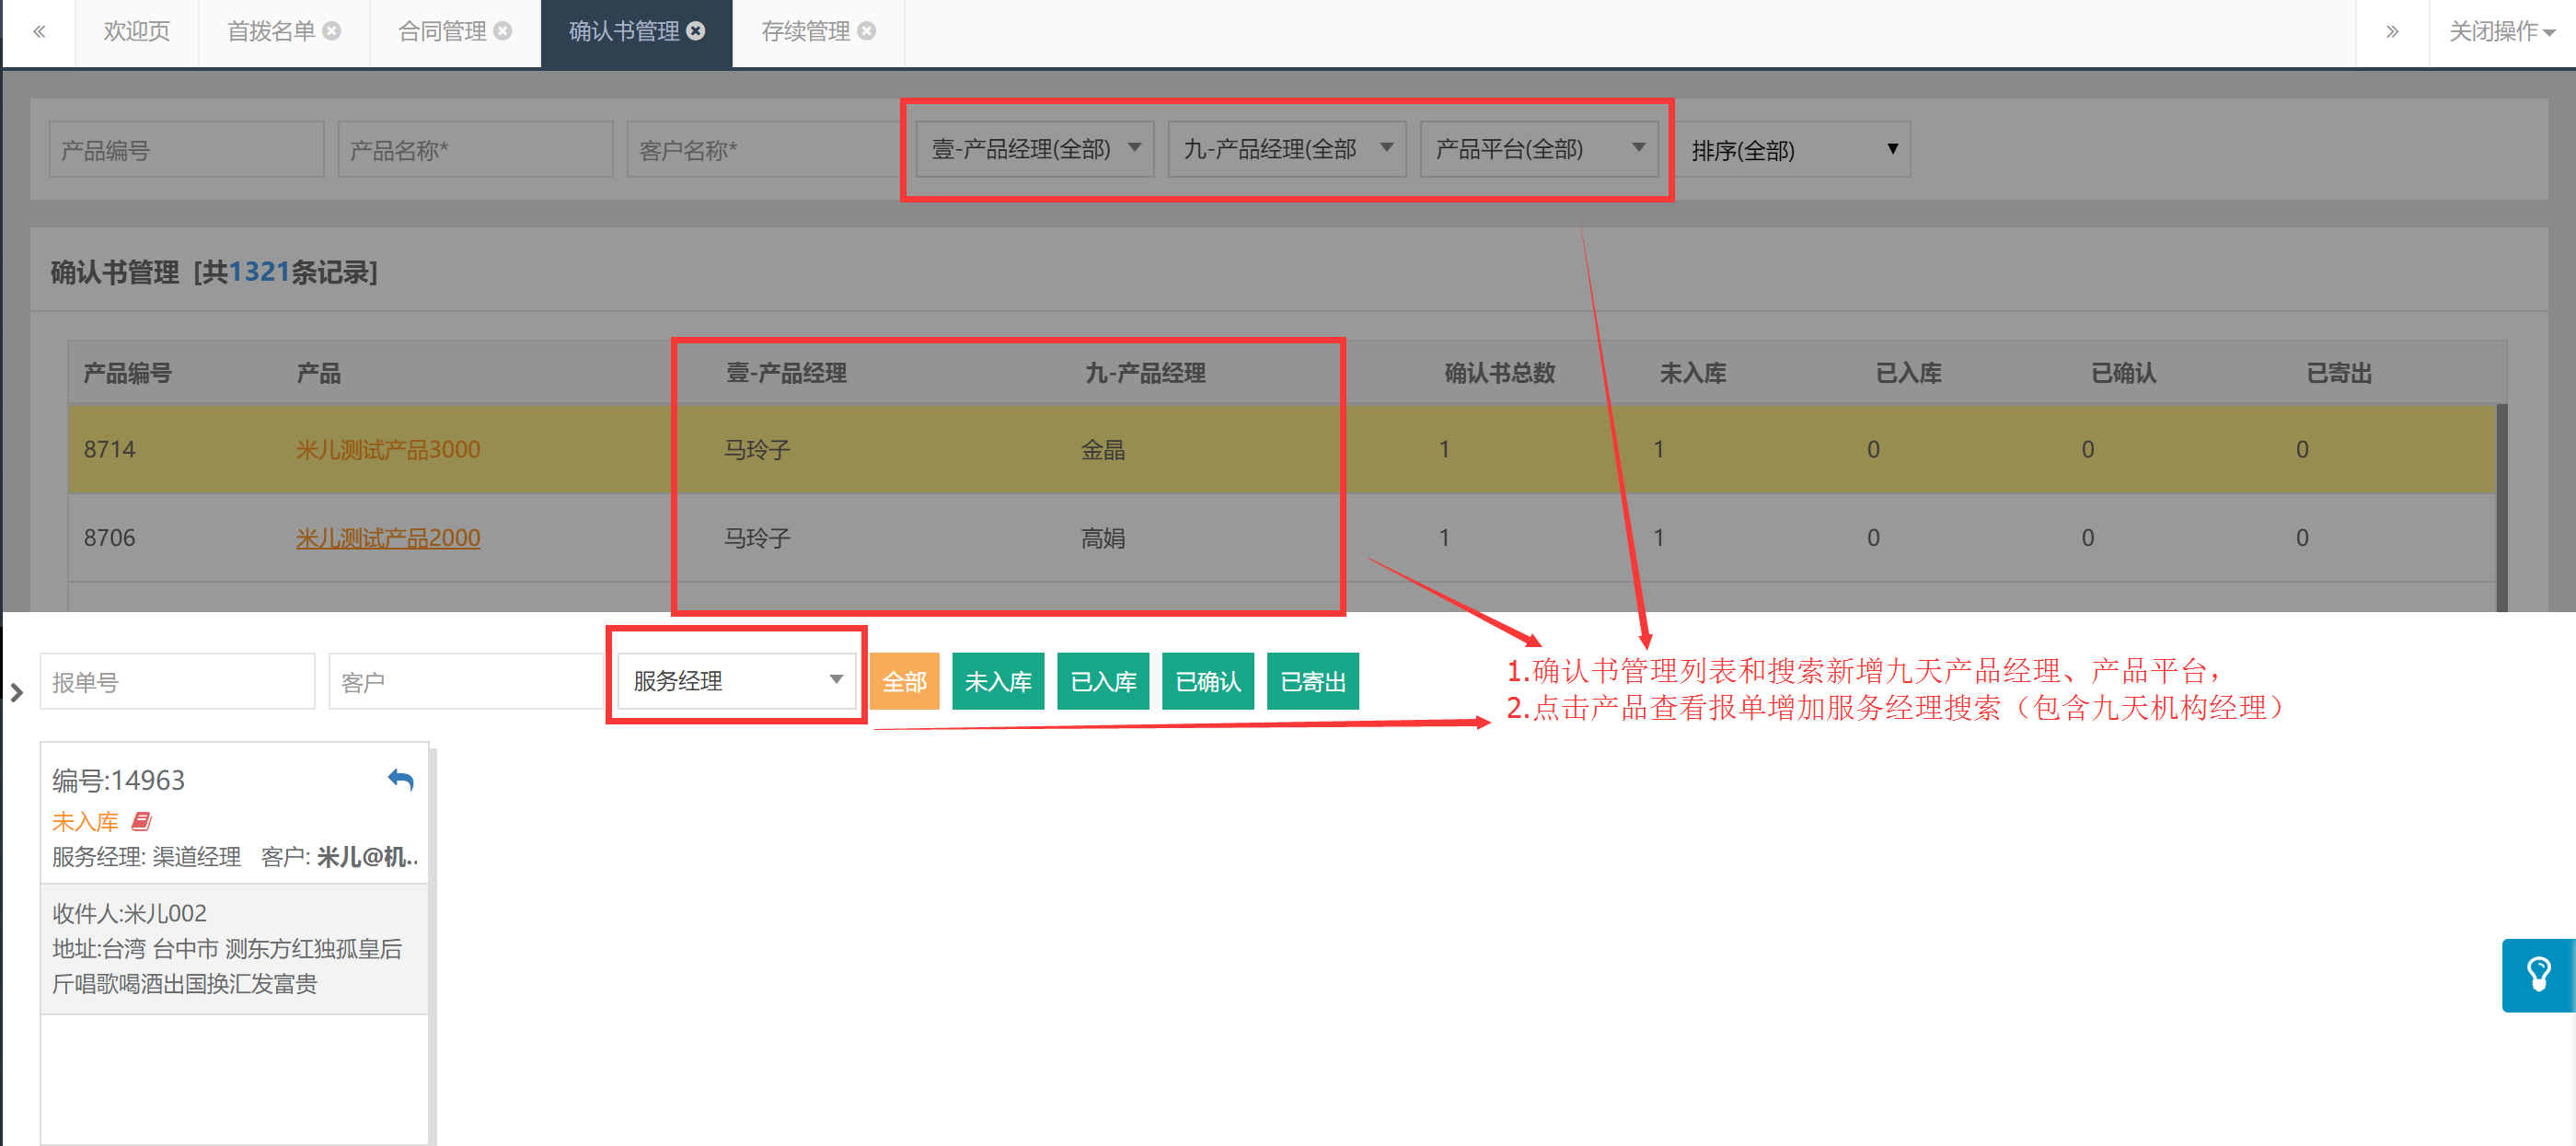 欢迎页 首拨名单 合同管理 确认书管理 存续管理 关闭操作
产品编号 产品名称* 客户名称* 壹-产品经理(全部) 九-产品经理(全部 产品平台(全部) 排序(全部)
确认书管理 [共1321条记录]
产品编号 产品 壹-产品经理 九-产品经理 确认书总数 未入库 已入库 已确认 已寄出
8714 米儿测试产品3000 马玲子 金晶 1 1 0 0 0
8706 米儿测试产品2000 马玲子 高娟 1 1 0 0 0
报单号 客户 服务经理 全部 未入库 已入库 已确认 已寄出
1.确认书管理列表和搜索新增九天产品经理、产品平台，
2.点击产品查看报单增加服务经理搜索（包含九天机构经理）
编号:14963
未入库
服务经理: 渠道经理 客户: 米儿@机..
收件人:米儿002
地址:台湾 台中市 测东方红独孤皇后
斤唱歌喝酒出国换汇发富贵